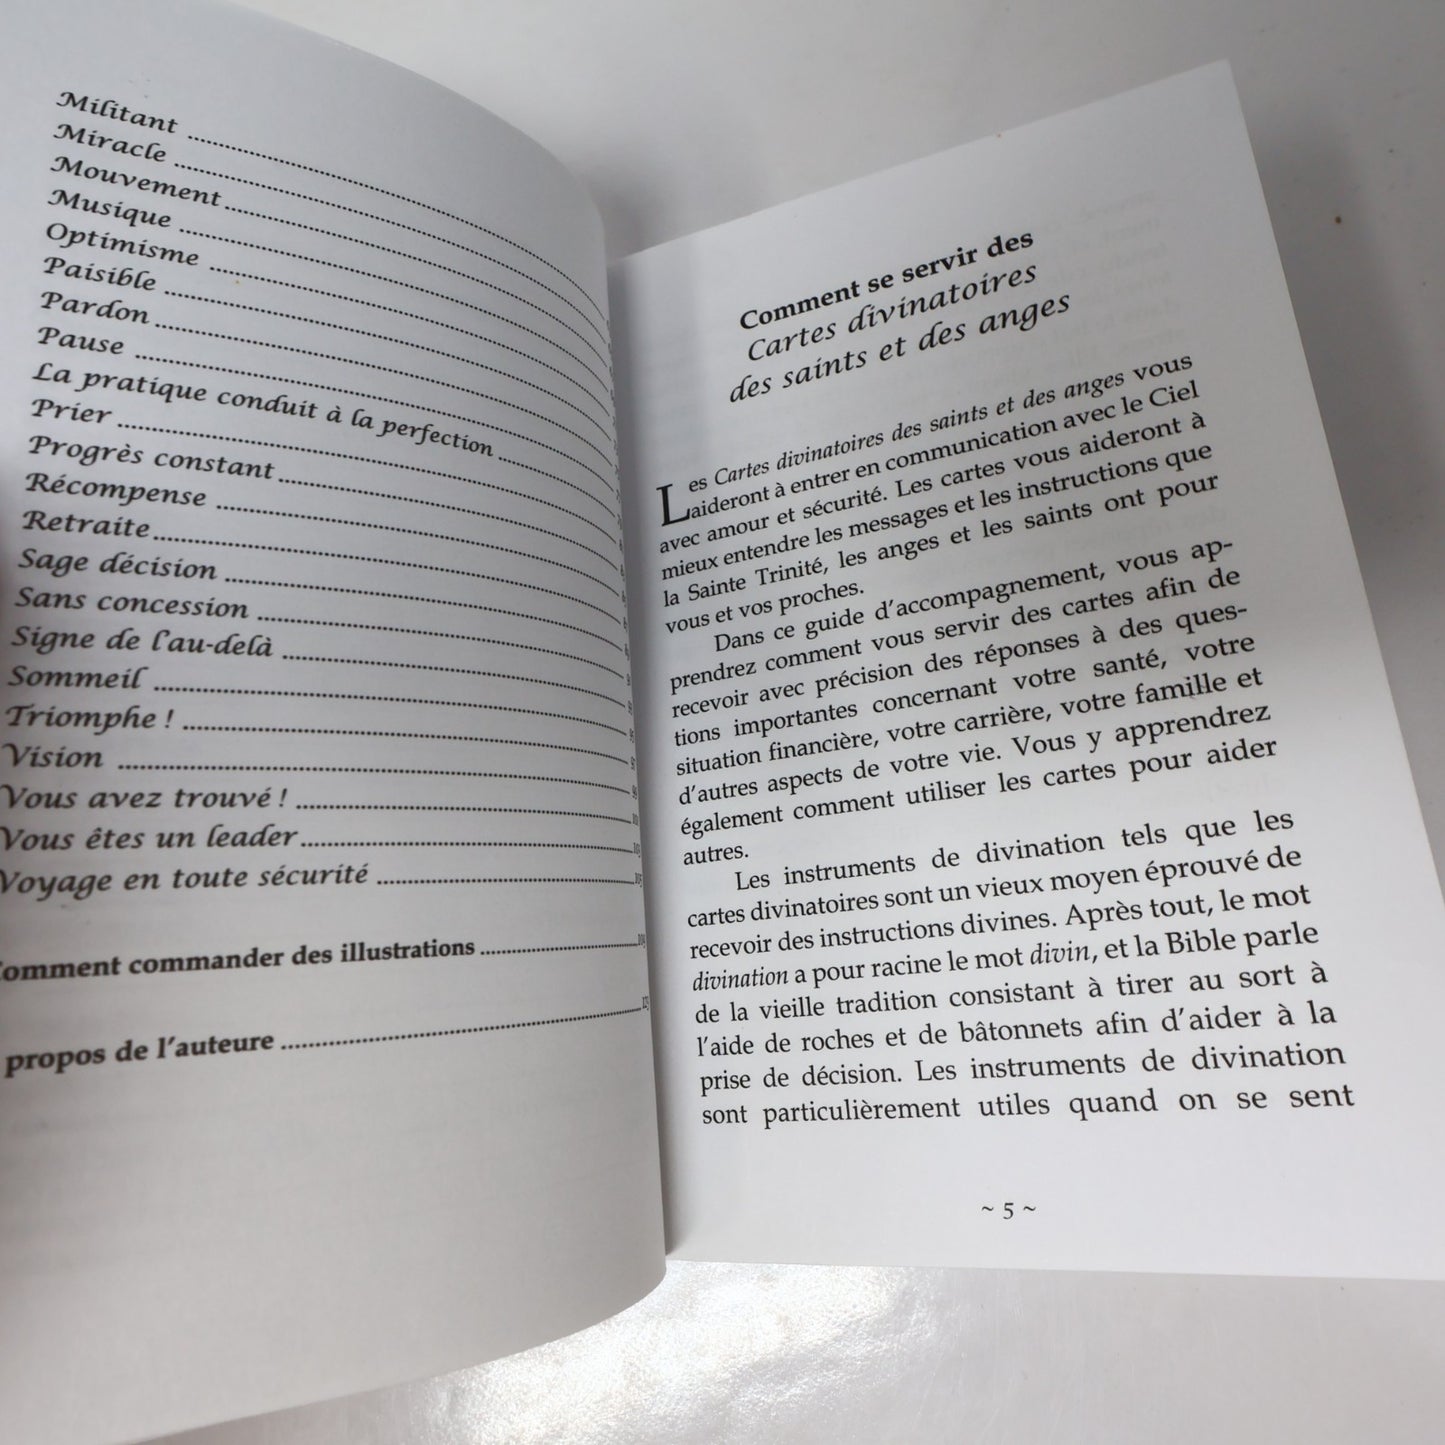 Militant
Miracle
Mouvement
Musique
Optimisme
Paisible
Pardon
Pause
La pratique conduit à la perfection
Prier
Progrès constant
Récompense
Retraite
Sage décision
Sans concession
Signe de l'au-delà
Sommeil
Triomphe !
Vision
Vous avez trouvé !
Vous êtes un leader
Voyage en toute sécurité
Comment commander des illustrations
propos de l'auteure
Comment se servir des
Cartes divinatoires
des saints et des anges
Les Cartes divinatoires des saints et des anges vous
aideront à entrer en communication avec le Ciel
avec amour et sécurité. Les cartes vous aideront à
mieux entendre les messages et les instructions que
la Sainte Trinité, les anges et les saints ont pour
vous et vos proches.
Dans ce guide d'accompagnement, vous ap-
prendrez comment vous servir des cartes afin de
recevoir avec précision des réponses à des ques-
tions importantes concernant votre santé, votre
situation financière, votre carrière, votre famille et
d'autres aspects de votre vie. Vous y apprendrez
également comment utiliser les cartes pour aider
autres.
Les instruments de divination tels que les
cartes divinatoires sont un vieux moyen éprouvé de
recevoir des instructions divines. Après tout, le mot
divination a pour racine le mot divin, et la Bible parle
de la vieille tradition consistant à tirer au sort à
l'aide de roches et de bâtonnets afin d'aider à la
prise de décision. Les instruments de divination
sont particulièrement utiles quand on se sent
~ 5 ~